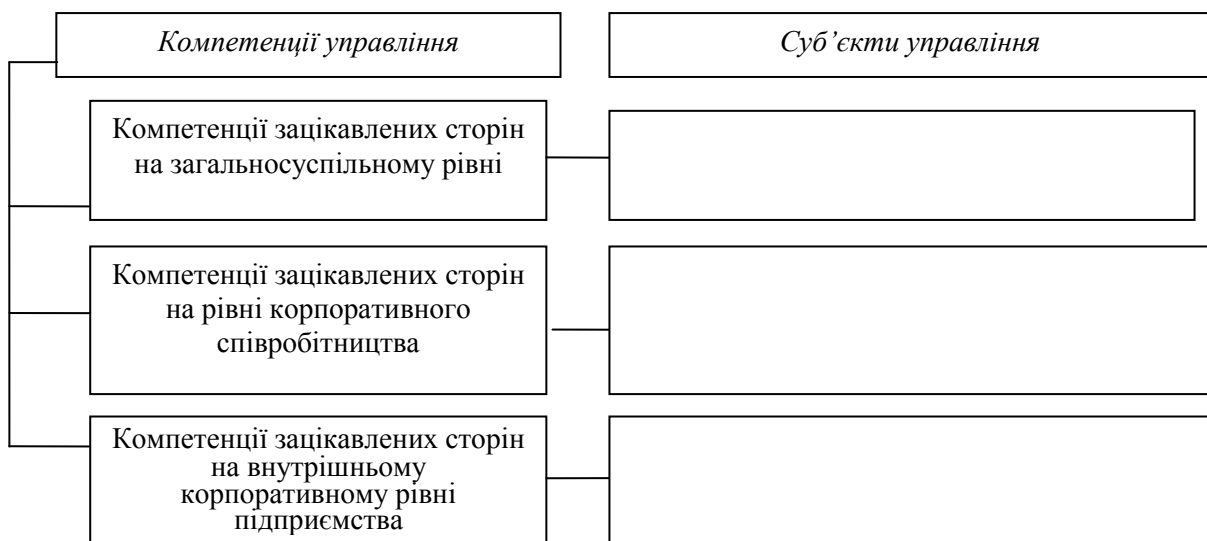 Компетенції управління
Суб’єкти управління
Компетенції зацікавлених сторін
на загальносуспільному рівні
Компетенції зацікавлених сторін
на рівні корпоративного
співробітництва
Компетенції зацікавлених сторін
на внутрішньому
корпоративному рівні
підприємства